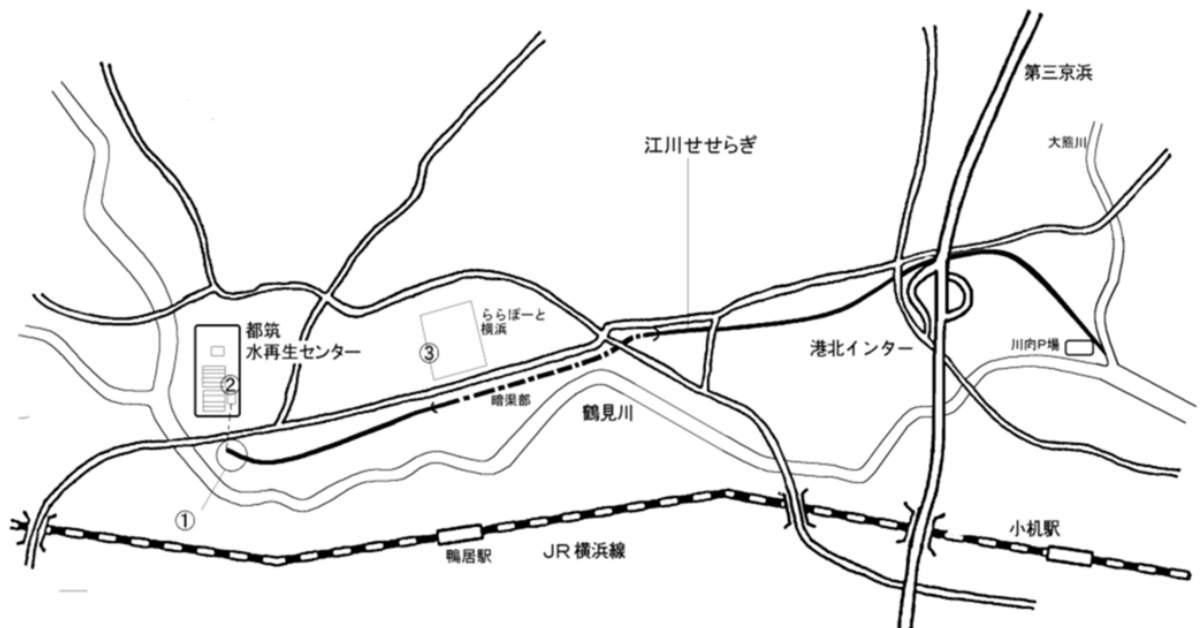 第三京浜
大熊川
江川せせらぎ
ららぽーと
横浜
③
都筑
水再生センター
②
港北インター
川向P場
暗渠部
鶴見川
①
鴨居駅
JR横浜線
小机駅